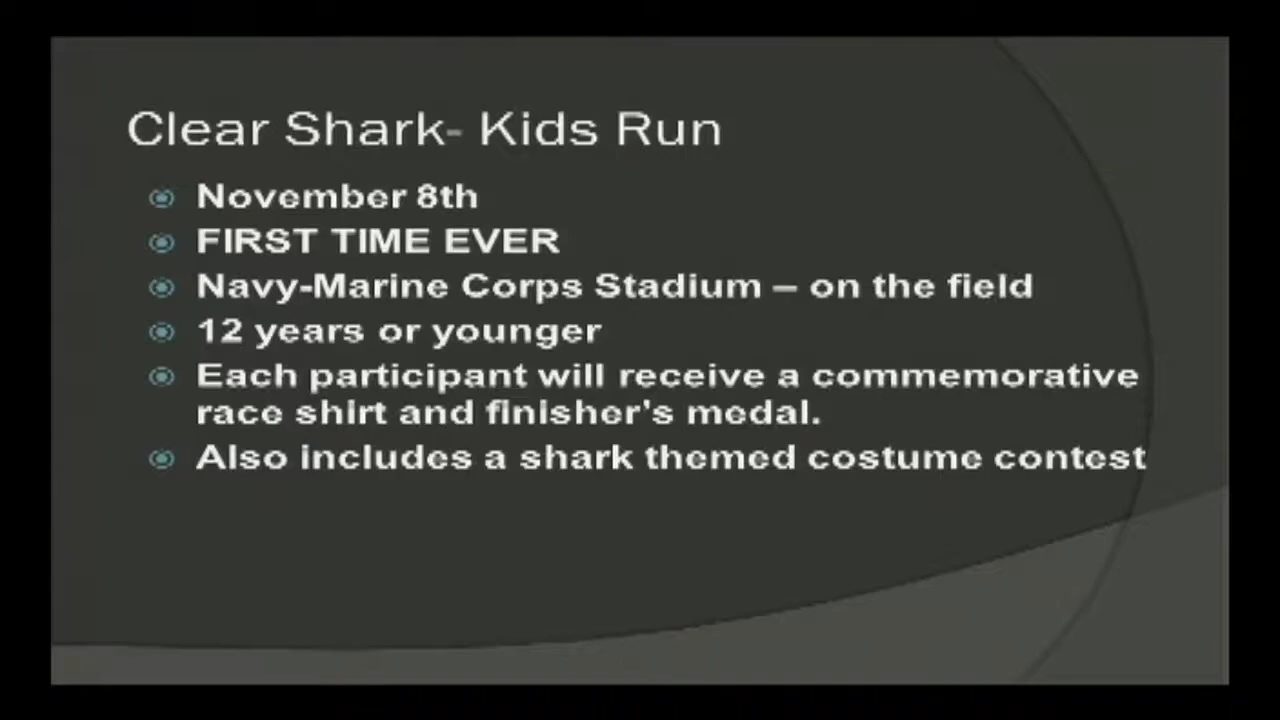 Clear Shark- Kids Run
November 8th
FIRST TIME EVER
Navy-Marine Corps Stadium – on the field
12 years or younger
Each participant will receive a commemorative
race shirt and finisher's medal.
Also includes a shark themed costume contest